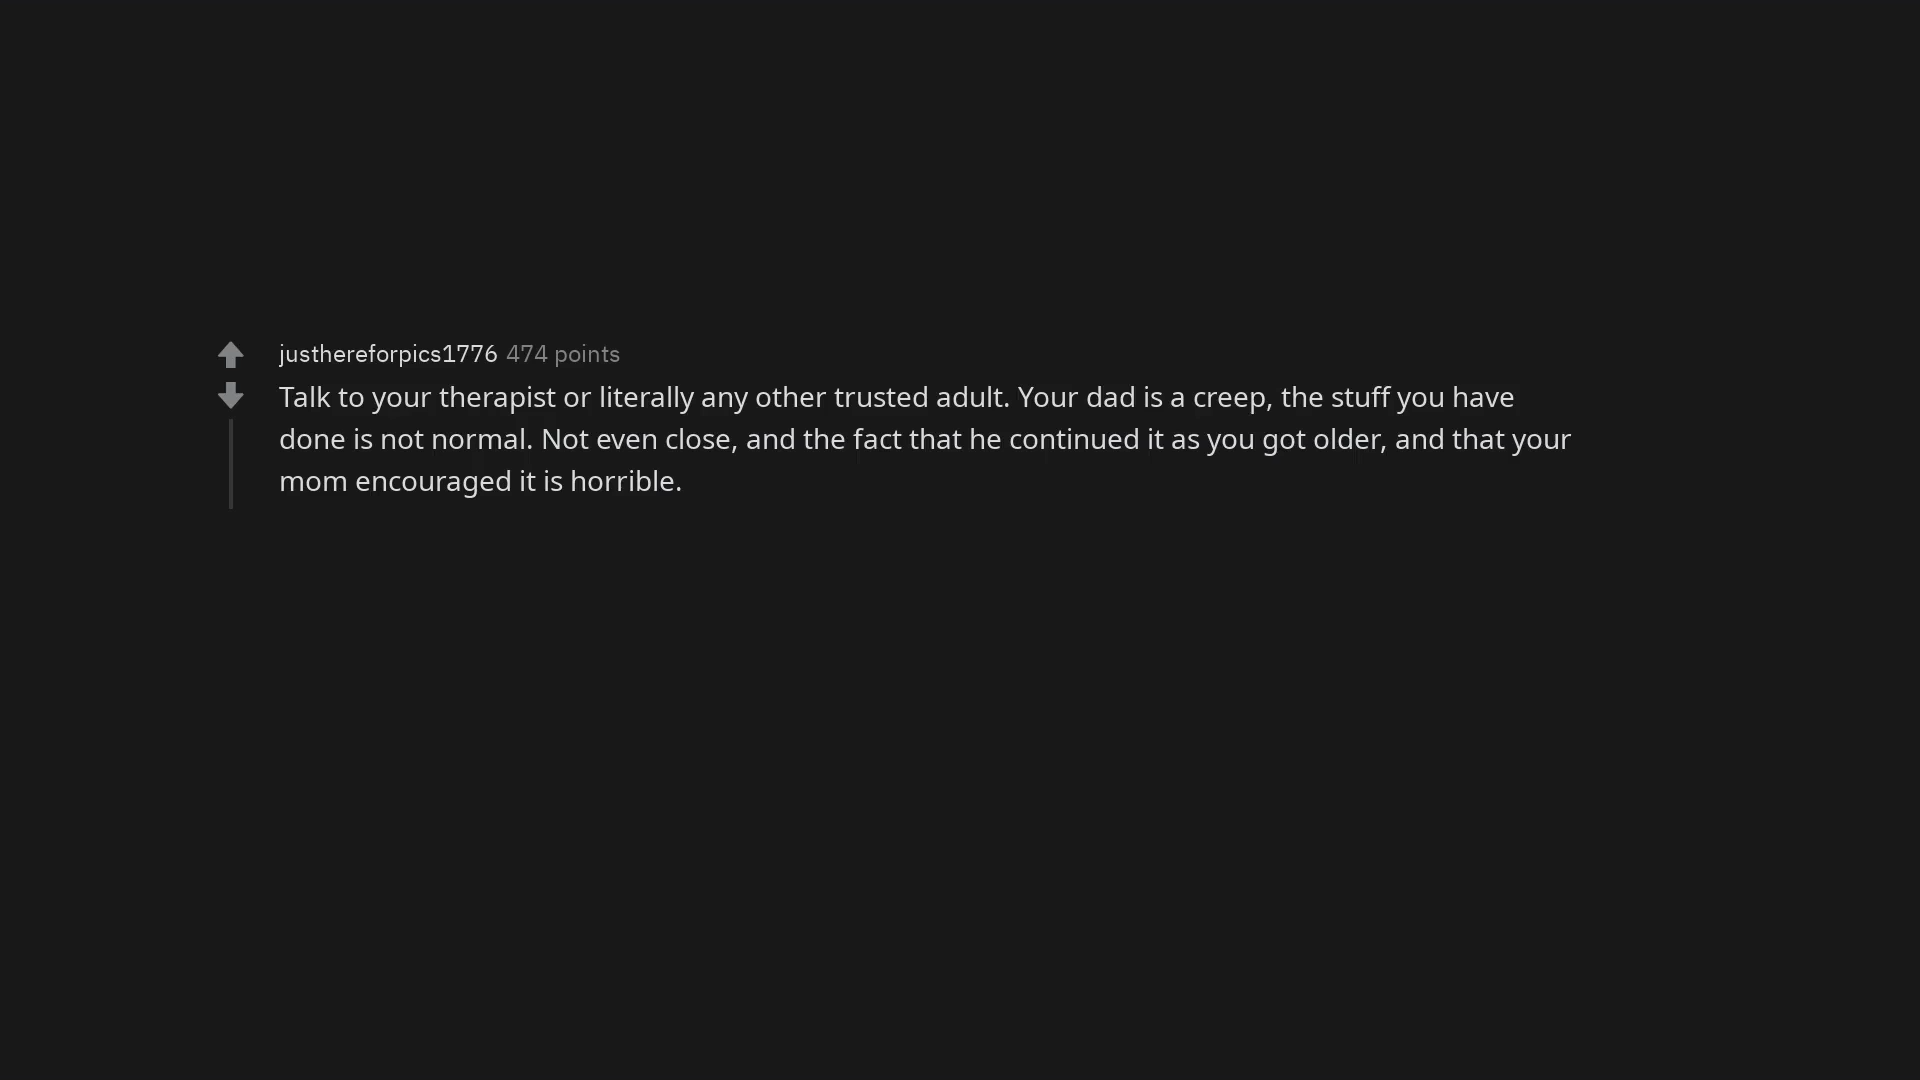 justhereforpics1776 474 points
Talk to your therapist or literally any other trusted adult. Your dad is a creep, the stuff you have
done is not normal. Not even close, and the fact that he continued it as you got older, and that your
mom encouraged it is horrible.